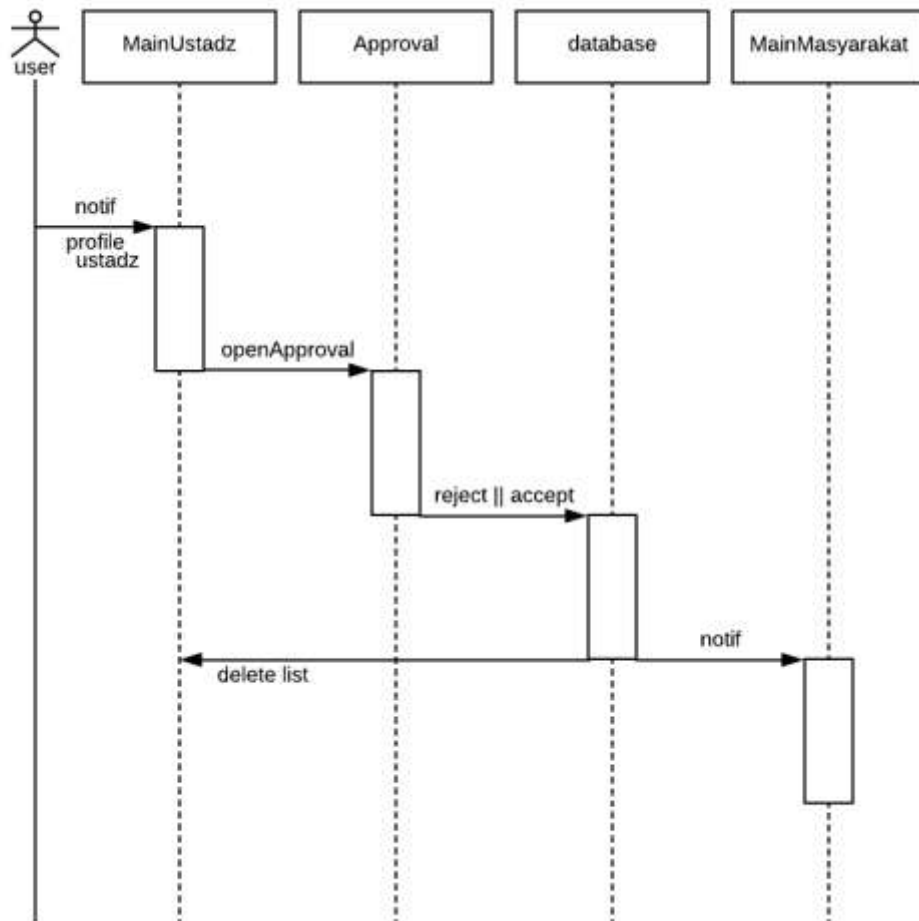 user
MainUstadz
Approval
database
MainMasyarakat
notif
profile
ustadz
openApproval
reject || accept
notif
delete list